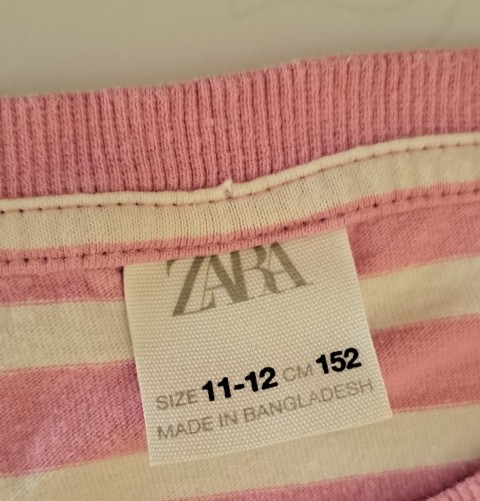 ZARA
SIZE 11-12 CM 152
MADE IN BANGLADESH